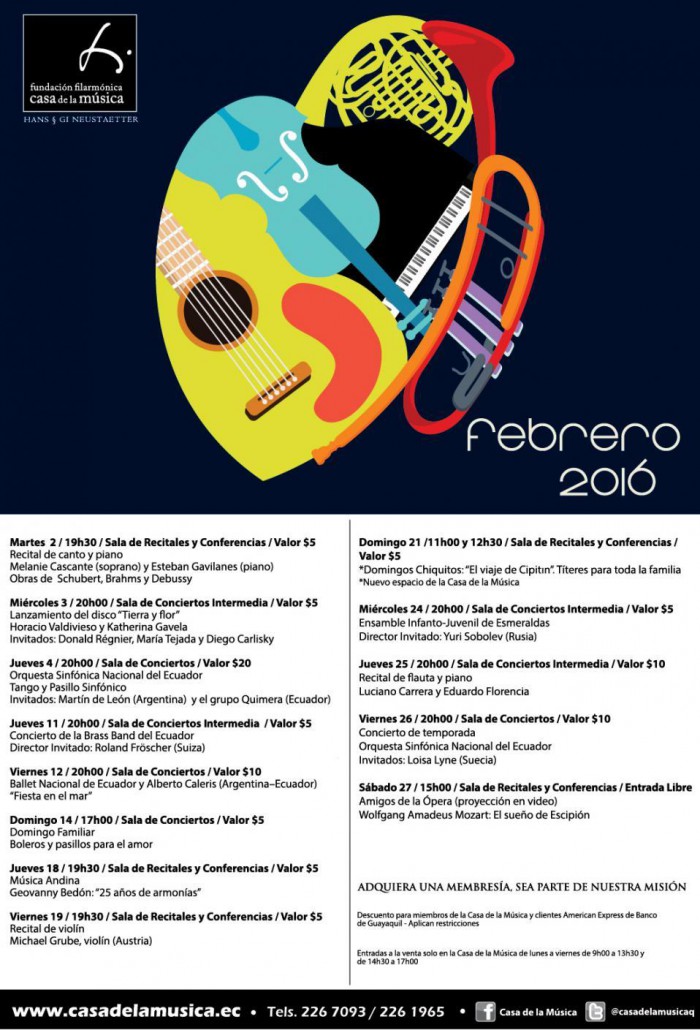 fundación filarmónica
casa de la música
HANS § GI NEUSTAETTER
febrero
2016
Martes  2 / 19h30 / Sala de Recitales y Conferencias / Valor $5
Recital de canto y piano
Melanie Cascante (soprano) y Esteban Gavilanes (piano)
Obras de  Schubert, Brahms y Debussy
Miércoles 3 / 20h00 / Sala de Conciertos Intermedia / Valor $5
Lanzamiento del disco "Tierra y flor"
Horacio Valdivieso y Katherina Gavela
Invitados: Donald Régnier, María Tejada y Diego Carlisky
Jueves 4 / 20h00 / Sala de Conciertos / Valor $20
Orquesta Sinfónica Nacional del Ecuador
Tango y Pasillo Sinfónico
Invitados: Martín de León (Argentina)  y el grupo Quimera (Ecuador)
Jueves 11 / 20h00 / Sala de Conciertos Intermedia  / Valor $5
Concierto de la Brass Band del Ecuador
Director Invitado: Roland Fröscher (Suiza)
Viernes 12 / 20h00 / Sala de Conciertos / Valor $10
Ballet Nacional de Ecuador y Alberto Caleris (Argentina–Ecuador)
"Fiesta en el mar"
Domingo 14 / 17h00 / Sala de Conciertos / Valor $5
Domingo Familiar
Boleros y pasillos para el amor
Jueves 18 / 19h30 / Sala de Recitales y Conferencias / Valor $5
Música Andina
Geovanny Bedón: "25 años de armonías"
Viernes 19 / 19h30 / Sala de Recitales y Conferencias / Valor $5
Recital de violín
Michael Grube, violín (Austria)
Domingo 21 /11h00 y 12h30 / Sala de Recitales y Conferencias /
Valor $5
*Domingos Chiquitos: "El viaje de Cipitın". Títeres para toda la familia
*Nuevo espacio de la Casa de la Música
Miércoles 24 / 20h00 / Sala de Conciertos Intermedia / Valor $5
Ensamble Infanto-Juvenil de Esmeraldas
Director Invitado: Yuri Sobolev (Rusia)
Jueves 25 / 20h00 / Sala de Conciertos Intermedia / Valor $10
Recital de flauta y piano
Luciano Carrera y Eduardo Florencia
Viernes 26 / 20h00 / Sala de Conciertos / Valor $10
Concierto de temporada
Orquesta Sinfónica Nacional del Ecuador
Invitados: Loisa Lyne (Suecia)
Sábado 27 / 15h00 / Sala de Recitales y Conferencias / Entrada Libre
Amigos de la Ópera (proyección en video)
Wolfgang Amadeus Mozart: El sueño de Escipión
ADQUIERA UNA MEMBRESÍA, SEA PARTE DE NUESTRA MISIÓN
Descuento para miembros de la Casa de la Música y clientes American Express de Banco
de Guayaquil - Aplican restricciones
Entradas a la venta solo en la Casa de la Música de lunes a viernes de 9h00 a 13h30 y
de 14h30 a 17h00
www.casadelamusica.ec • Tels. 226 7093 / 226 1965 • Casa de la Música @casadelamusicaq